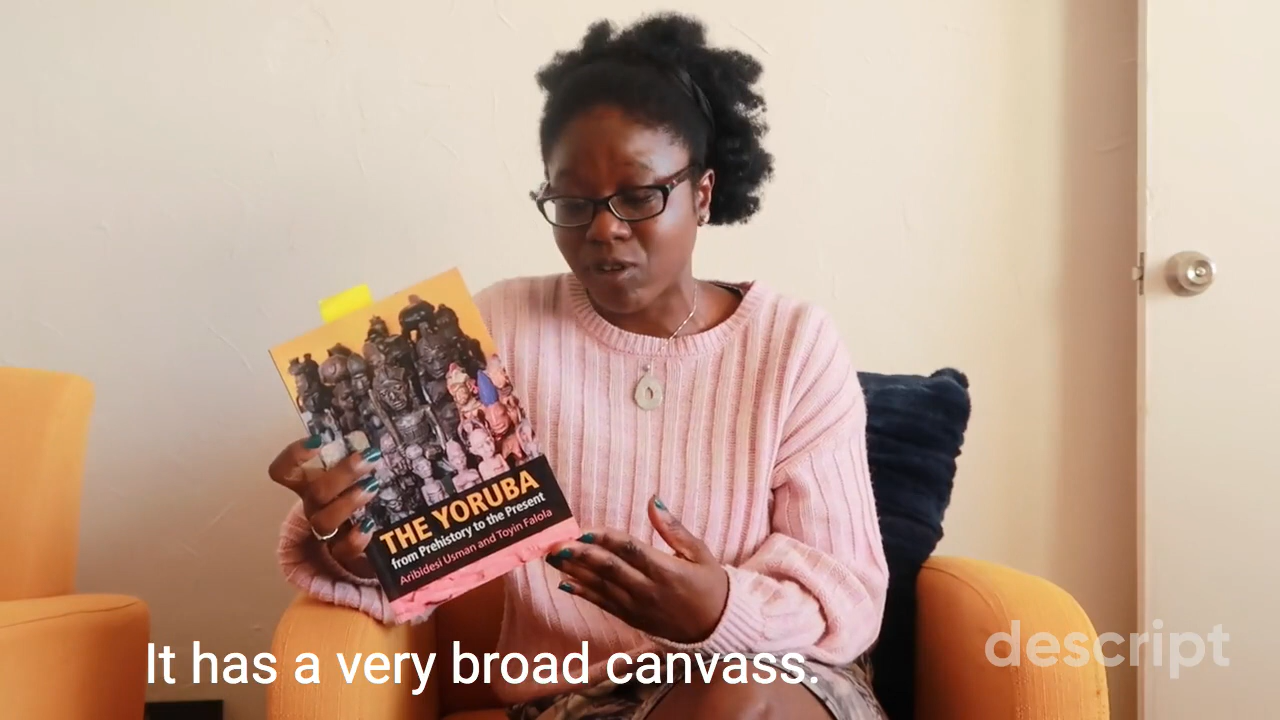 THE YORUBA
from Prehistory to the Present
Aribidesi Usman and Toyin Falola
It has a very broad canvass.
descript